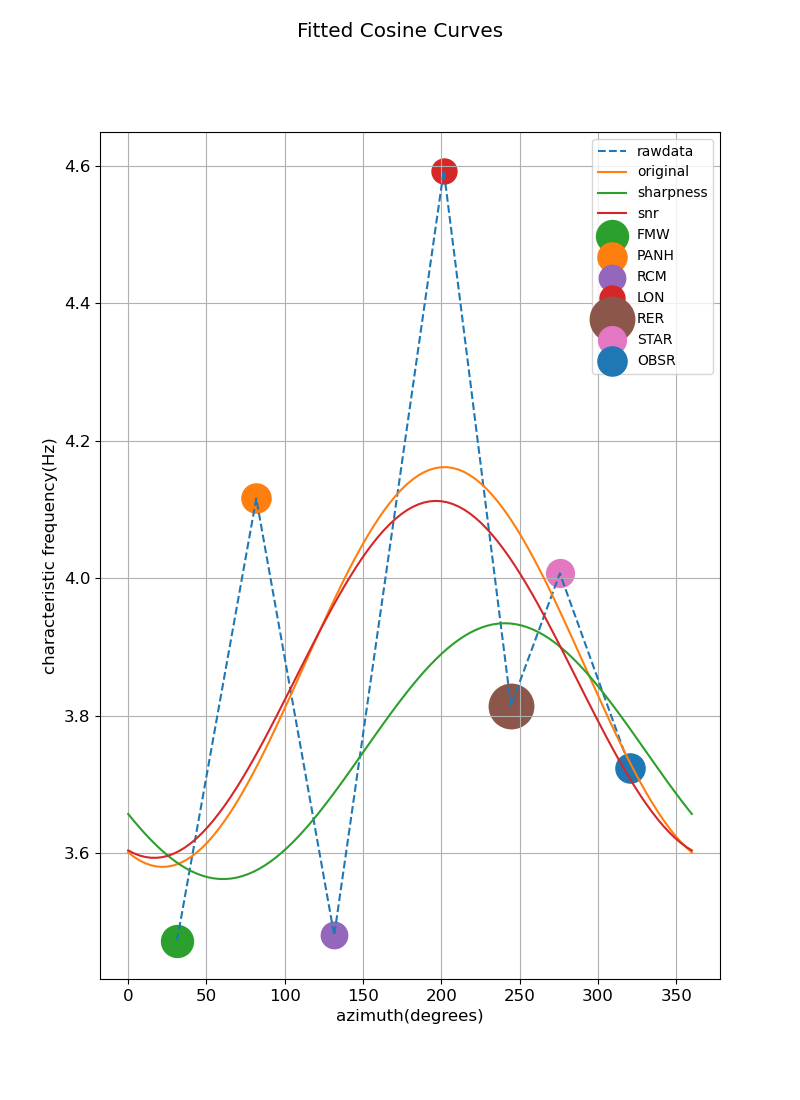 Fitted Cosine Curves
rawdata
original
sharpness
snr
FMW
PANH
RCM
LON
RER
STAR
OBSR
4.6
4.4
4.2
4.0
3.8
3.6
characteristic frequency(Hz)
0 50 100 150 200 250 300 350
azimuth(degrees)